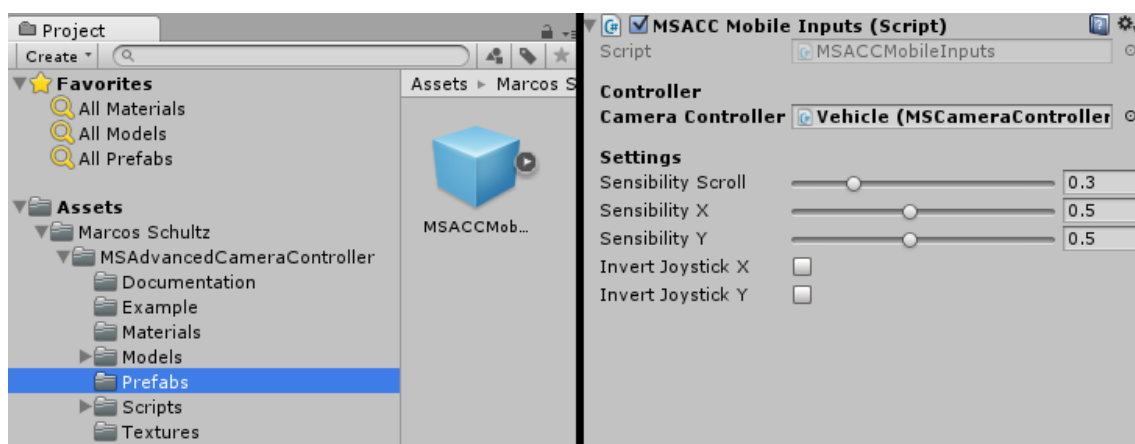 Project
Create
Favorites
All Materials
All Models
All Prefabs
Assets
Marcos Schultz
MSAdvancedCameraController
Documentation
Example
Materials
Models
Prefabs
Scripts
Textures
Assets ▸ Marcos S
MSACCMob...
MSACC Mobile Inputs (Script)
Script MSACCMobileInputs
Controller
Camera Controller Vehicle (MSCameraController
Settings
Sensibility Scroll 0.3
Sensibility X 0.5
Sensibility Y 0.5
Invert Joystick X
Invert Joystick Y